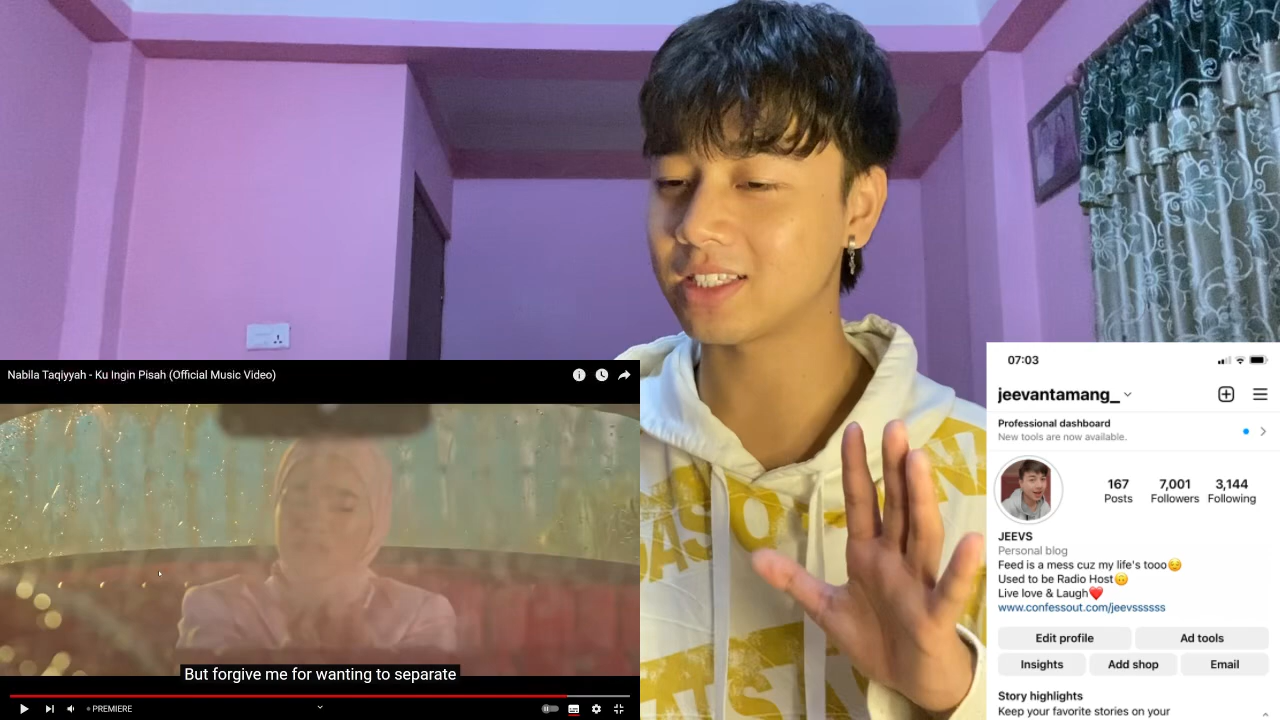 Nabila Taqiyyah - Ku Ingin Pisah (Official Music Video)
But forgive me for wanting to separate
PREMIERE
07:03
jeevantamang_
Professional dashboard
New tools are now available.
167 7,001 3,144
Posts Followers Following
JEEVS
Personal blog
Feed is a mess cuz my life's tooo😏
Used to be Radio Host🙃
Live love & Laugh❤️
www.confessout.com/jeevssssss
Edit profile Ad tools
Insights Add shop Email
Story highlights
Keep your favorite stories on your